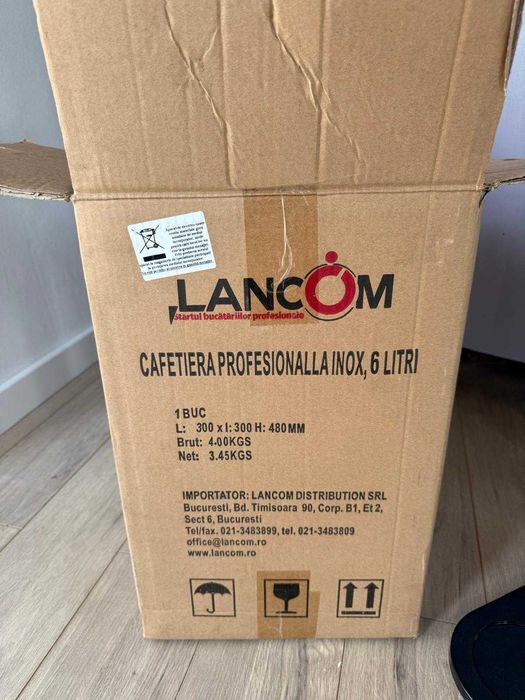 LANCOM
Startul bucătăriilor profesionale
CAFETIERA PROFESIONALLA INOX, 6 LITRI
1 BUC
L: 300 x l: 300 H: 480MM
Brut: 4.00KGS
Net: 3.45KGS
IMPORTATOR: LANCOM DISTRIBUTION SRL
Bucuresti, Bd. Timisoara 90, Corp. B1, Et 2,
Sect 6, Bucuresti
Tel/fax. 021-3483899, tel. 021-3483809
office@lancom.ro
www.lancom.ro